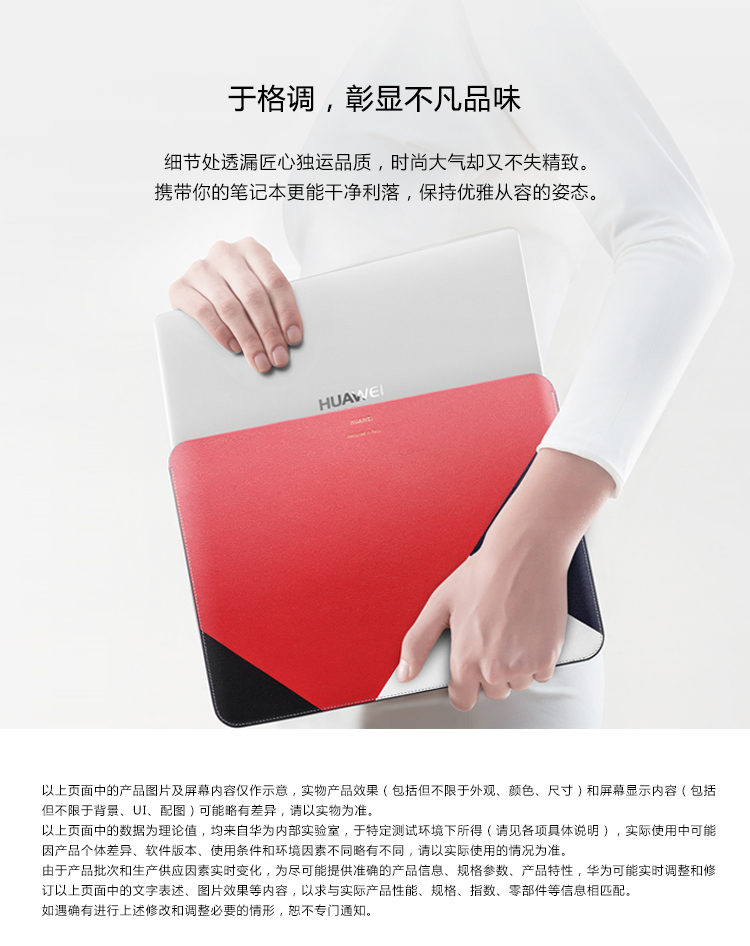 于格调，彰显不凡品味
细节处透漏匠心独运品质，时尚大气却又不失精致。
携带你的笔记本更能干净利落，保持优雅从容的姿态。
HUAWEI
HUAWEI
以上页面中的产品图片及屏幕内容仅作示意，实物产品效果（包括但不限于外观、颜色、尺寸）和屏幕显示内容（包括
但不限于背景、UI、配图）可能略有差异，请以实物为准。
以上页面中的数据为理论值，均来自华为内部实验室，于特定测试环境下所得（请见各项具体说明），实际使用中可能
因产品个体差异、软件版本、使用条件和环境因素不同略有不同，请以实际使用的情况为准。
由于产品批次和生产供应因素实时变化，为尽可能提供准确的产品信息、规格参数、产品特性，华为可能实时调整和修
订以上页面中的文字表述、图片效果等内容，以求与实际产品性能、规格、指数、零部件等信息相匹配。
如遇确有进行上述修改和调整必要的情形，恕不专门通知。